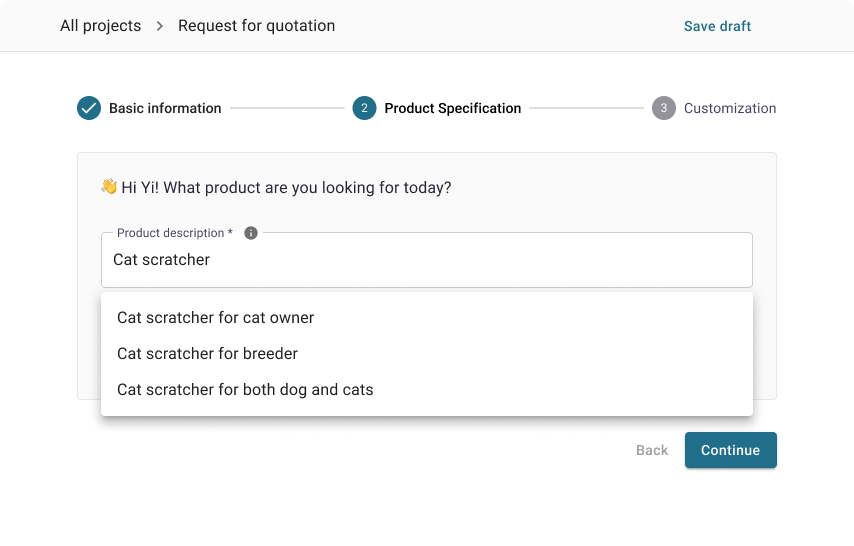 All projects > Request for quotation Save draft
Basic information 2 Product Specification 3 Customization
👋 Hi Yi! What product are you looking for today?
Product description *
Cat scratcher
Cat scratcher for cat owner
Cat scratcher for breeder
Cat scratcher for both dog and cats
Back Continue